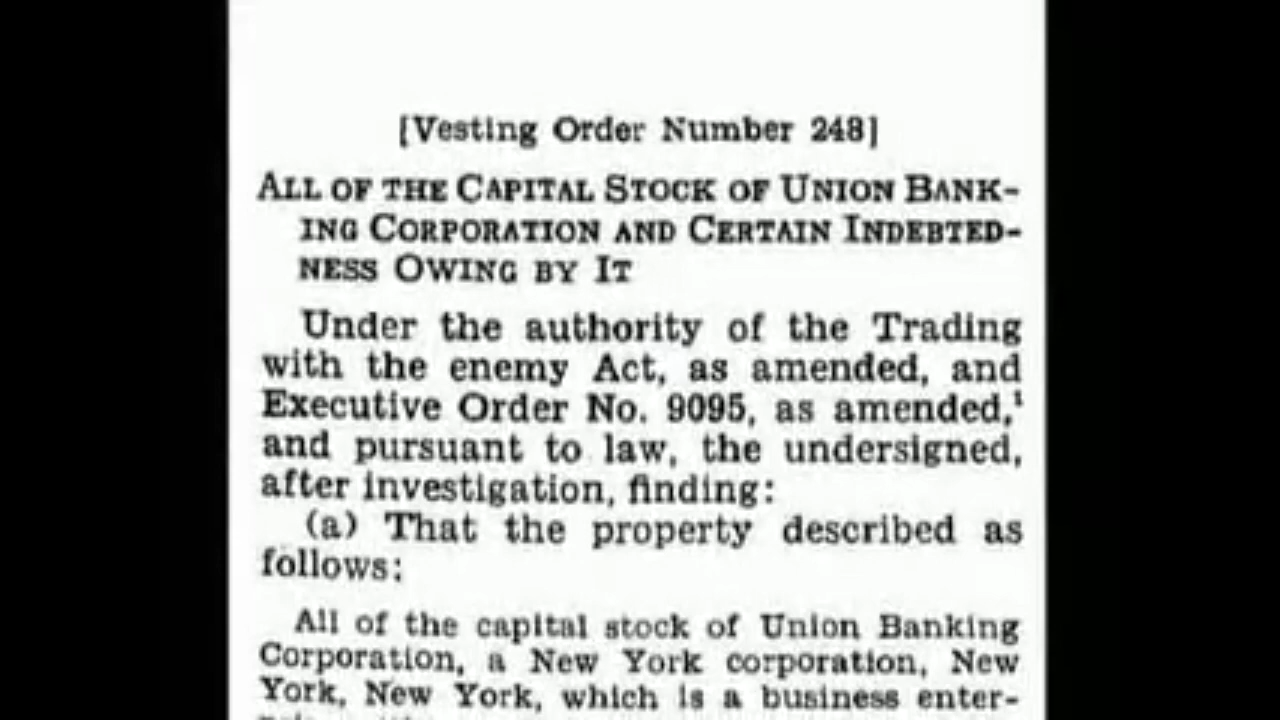 [Vesting Order Number 248]
ALL OF THE CAPITAL STOCK OF UNION BANK-
ING CORPORATION AND CERTAIN INDEBTED-
NESS OWING BY IT
Under the authority of the Trading
with the enemy Act, as amended, and
Executive Order No. 9095, as amended,¹
and pursuant to law, the undersigned,
after investigation, finding:
(a) That the property described as
follows:
All of the capital stock of Union Banking
Corporation, a New York corporation, New
York, New York, which is a business enter-